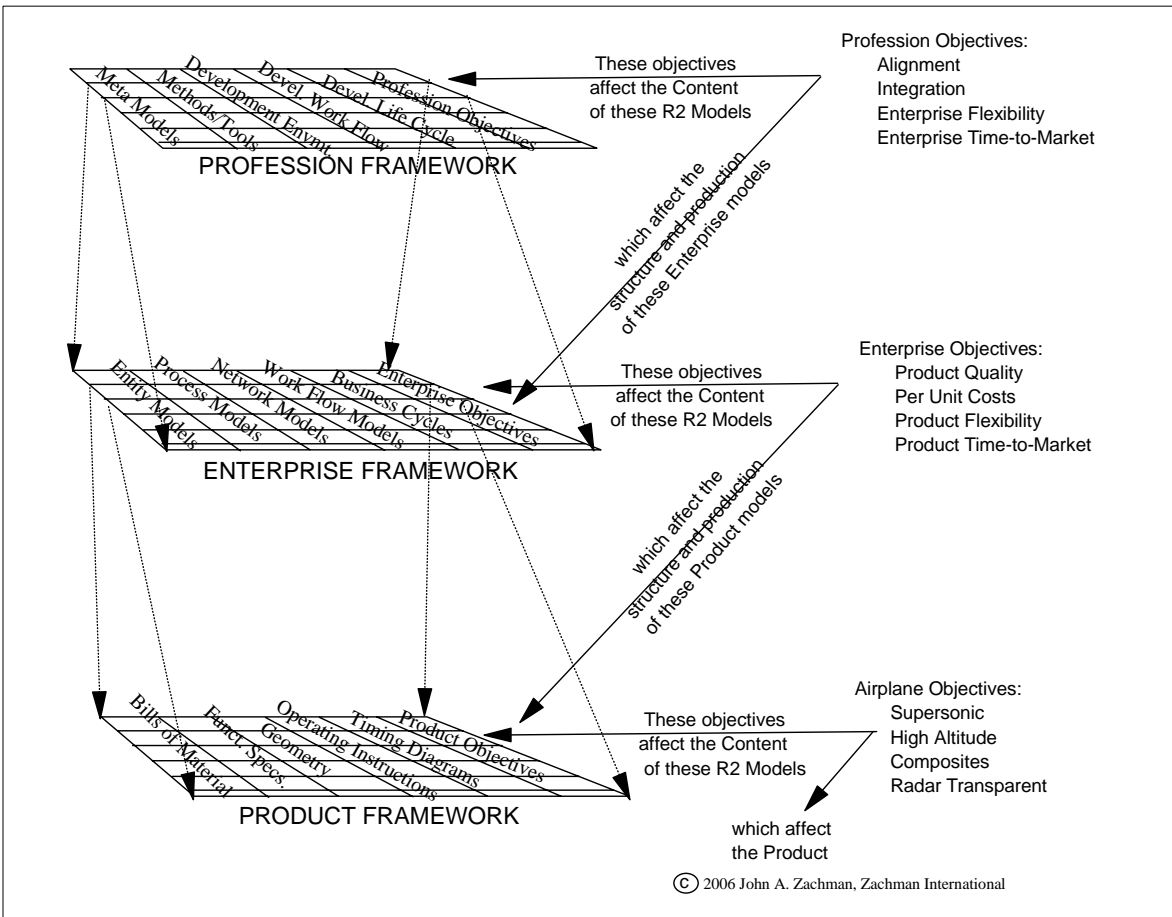 Meta Models
Methods/Tools
Development Envmt.
Devel. Work Flow
Devel. Life Cycle
Profession Objectives
PROFESSION FRAMEWORK
These objectives
affect the Content
of these R2 Models
Profession Objectives:
Alignment
Integration
Enterprise Flexibility
Enterprise Time-to-Market
which affect the
structure and production
of these Enterprise models
Entity Models
Process Models
Network Models
Work Flow Models
Business Cycles
Enterprise Objectives
ENTERPRISE FRAMEWORK
These objectives
affect the Content
of these R2 Models
Enterprise Objectives:
Product Quality
Per Unit Costs
Product Flexibility
Product Time-to-Market
which affect the
structure and production
of these Product models
Bills of Material
Funct. Specs.
Geometry
Operating Instructions
Timing Diagrams
Product Objectives
PRODUCT FRAMEWORK
These objectives
affect the Content
of these R2 Models
Airplane Objectives:
Supersonic
High Altitude
Composites
Radar Transparent
which affect
the Product
© 2006 John A. Zachman, Zachman International